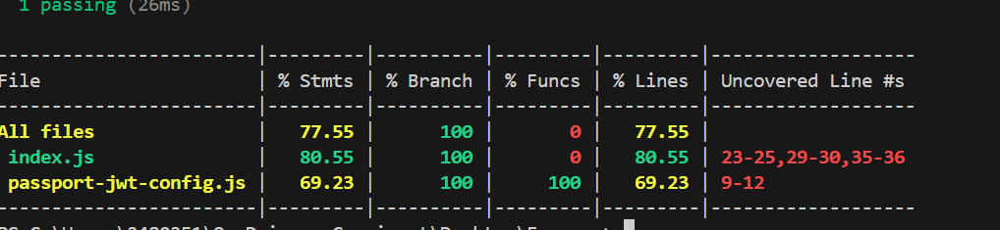 1 passing (26ms)
------------------------|---------|----------|---------|---------|-------------------
File                    | % Stmts | % Branch | % Funcs | % Lines | Uncovered Line #s
------------------------|---------|----------|---------|---------|-------------------
All files               |   77.55 |      100 |       0 |   77.55 |
 index.js               |   80.55 |      100 |       0 |   80.55 | 23-25,29-30,35-36
 passport-jwt-config.js |   69.23 |      100 |     100 |   69.23 | 9-12
------------------------|---------|----------|---------|---------|-------------------